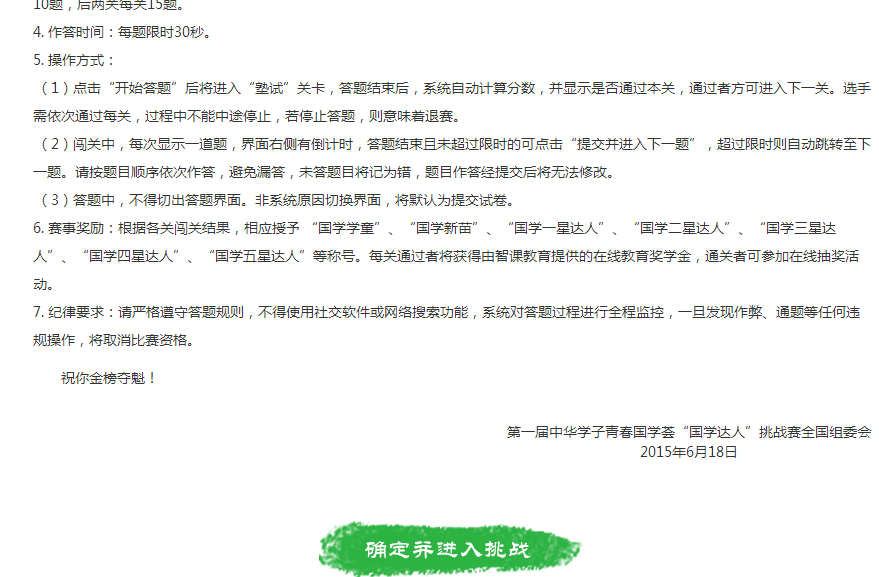 10题，后两关每关15题。
4. 作答时间：每题限时30秒。
5. 操作方式：
（1）点击“开始答题”后将进入“塾试”关卡，答题结束后，系统自动计算分数，并显示是否通过本关，通过者方可进入下一关。选手
需依次通过每关，过程中不能中途停止，若停止答题，则意味着退赛。
（2）闯关中，每次显示一道题，界面右侧有倒计时，答题结束且未超过限时的可点击“提交并进入下一题”，超过限时则自动跳转至下
一题。请按题目顺序依次作答，避免漏答，未答题目将记为错，题目作答经提交后将无法修改。
（3）答题中，不得切出答题界面。非系统原因切换界面，将默认为提交试卷。
6. 赛事奖励：根据各关闯关结果，相应授予 “国学学童”、“国学新苗”、“国学一星达人”、“国学二星达人”、“国学三星达
人”、“国学四星达人”、“国学五星达人”等称号。每关通过者将获得由智课教育提供的在线教育奖学金，通关者可参加在线抽奖活
动。
7. 纪律要求：请严格遵守答题规则，不得使用社交软件或网络搜索功能，系统对答题过程进行全程监控，一旦发现作弊、通题等任何违
规操作，将取消比赛资格。
祝你金榜夺魁！
第一届中华学子青春国学荟“国学达人”挑战赛全国组委会
2015年6月18日
确定并进入挑战